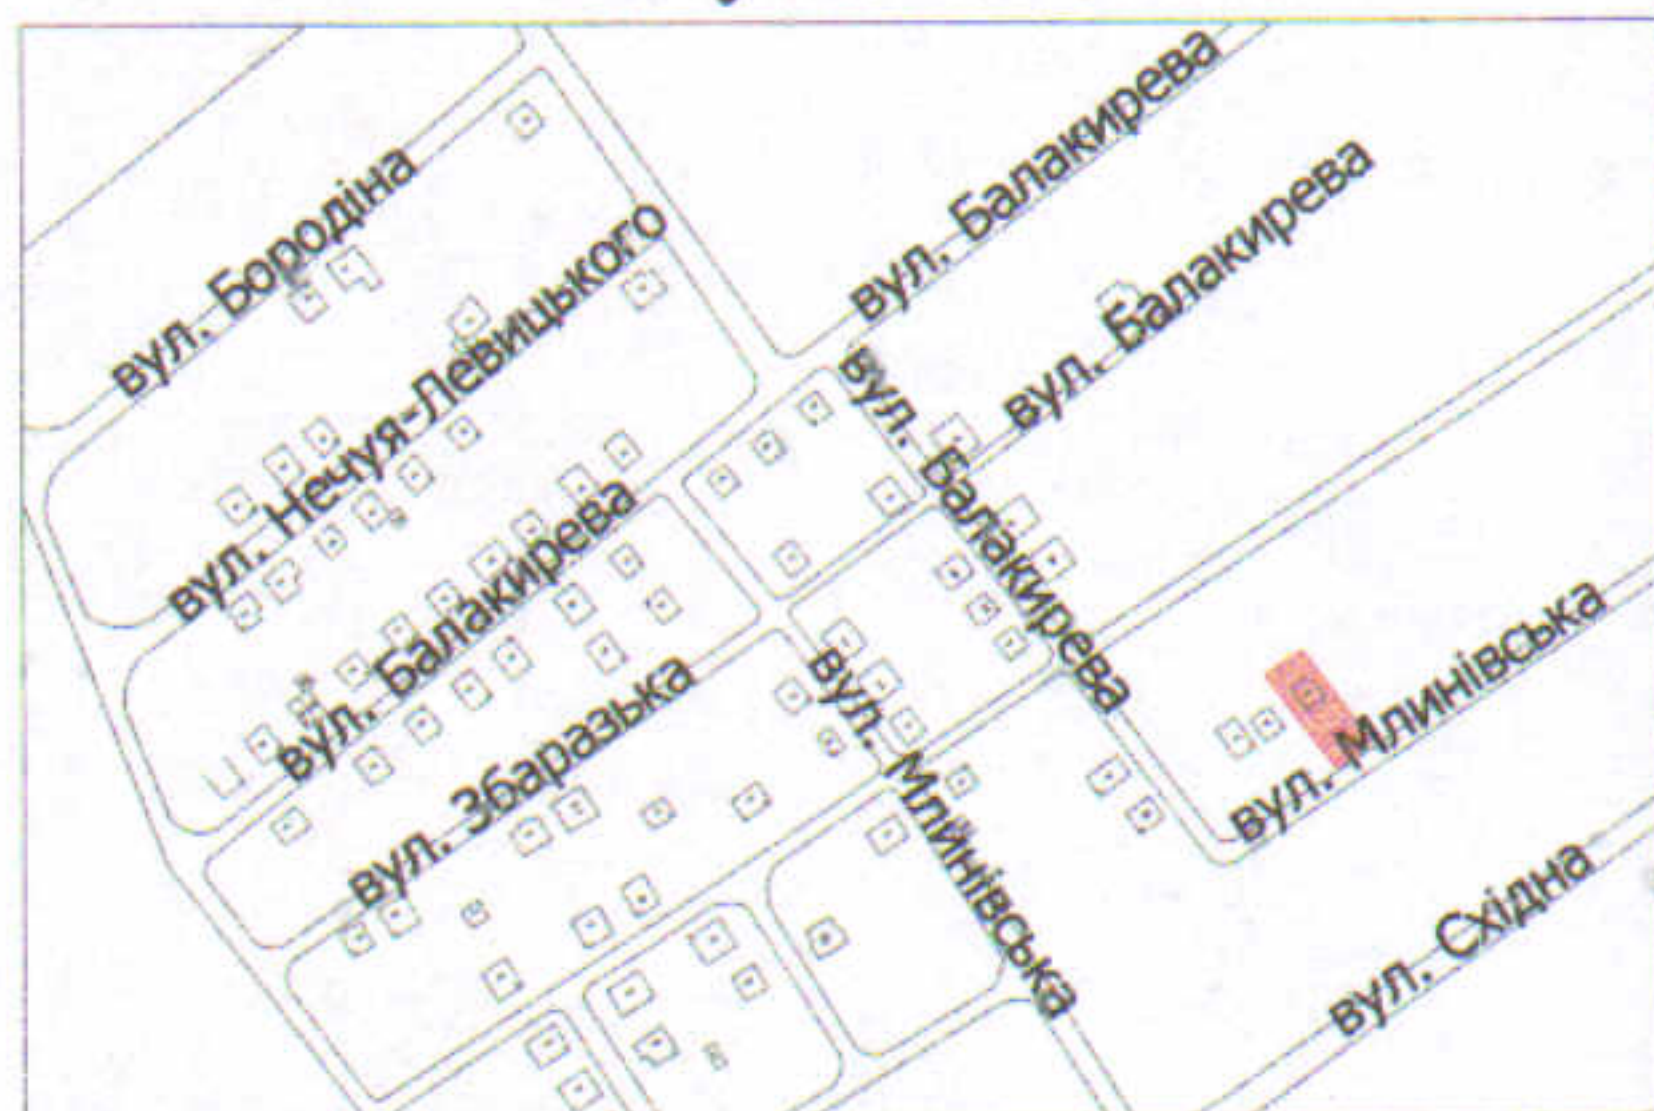 вул. Балакирева
вул. Бородіна
вул. Балакирева
вул. Нечуя-Левицького
вул. Балакирева
вул. Балакирева
вул. Млинівська
вул. Збаразька
вул. Млинівська
вул. Східна